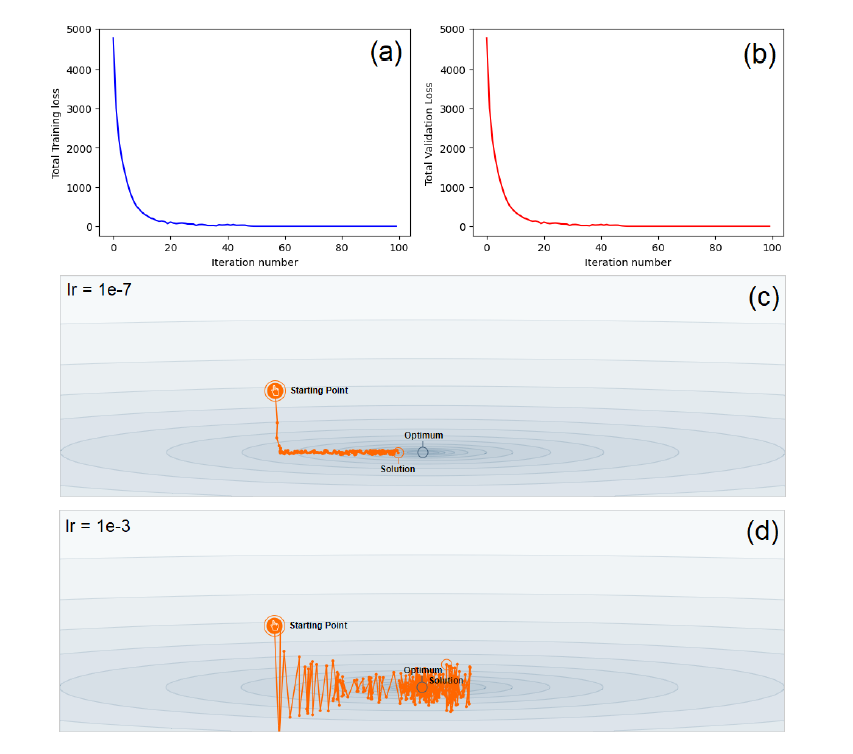 5000
4000
3000
2000
1000
0
0
20
40
60
80
100
Total Training loss
Iteration number
(a)
5000
4000
3000
2000
1000
0
0
20
40
60
80
100
Total Validation Loss
Iteration number
(b)
lr = 1e-7
(c)
Starting Point
Optimum
Solution
lr = 1e-3
(d)
Starting Point
Optimum
Solution